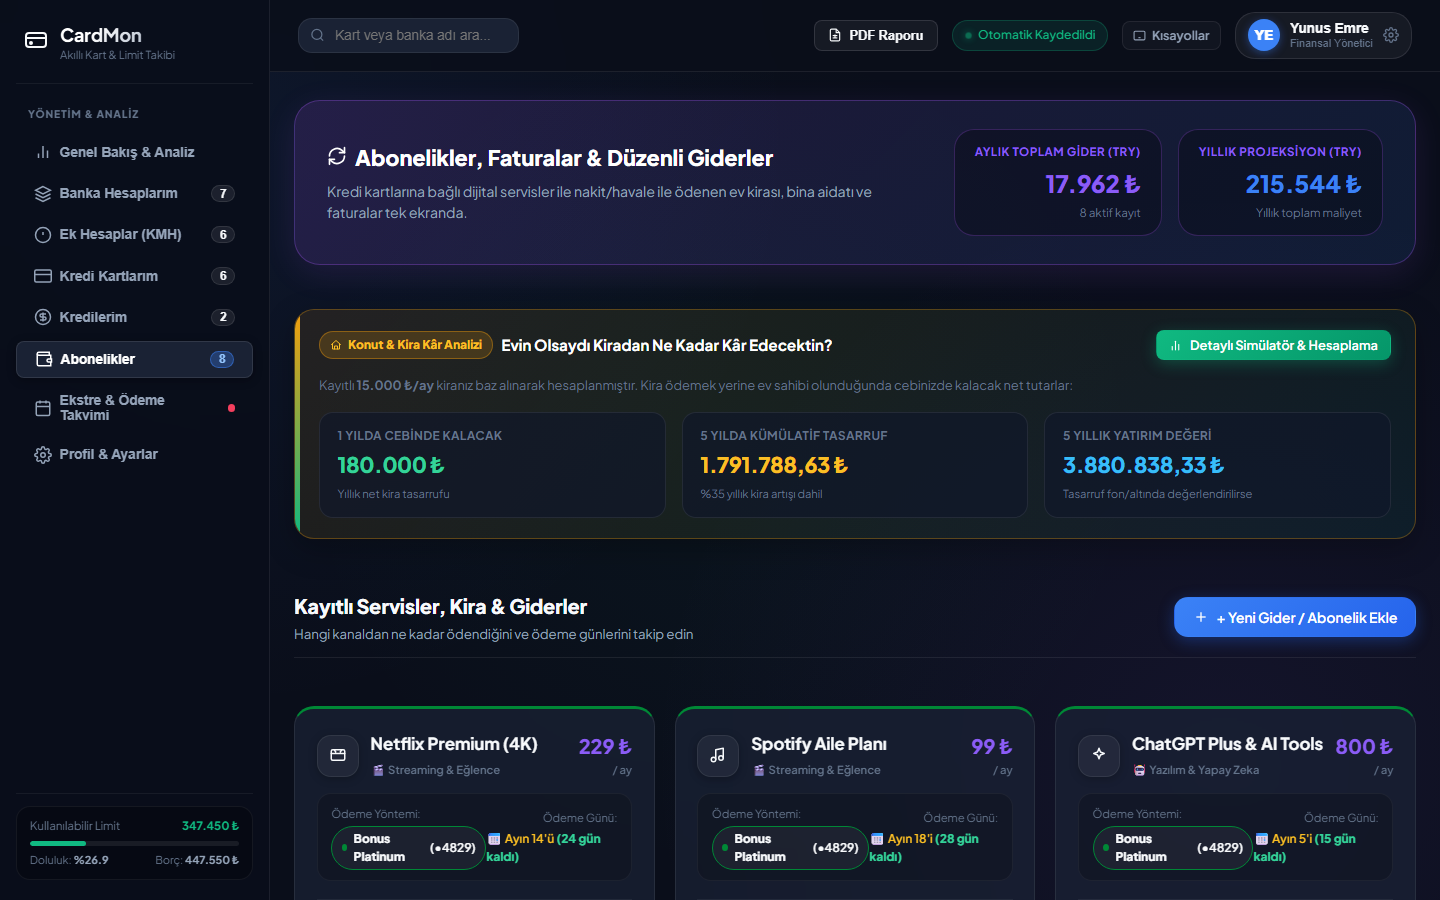 CardMon
Akıllı Kart & Limit Takibi
YÖNETİM & ANALİZ
Genel Bakış & Analiz
Banka Hesaplarım 7
Ek Hesaplar (KMH) 6
Kredi Kartlarım 6
Kredilerim 2
Abonelikler 8
Ekstre & Ödeme
Takvimi
Profil & Ayarlar
Kullanılabilir Limit 347.450 ₺
Doluluk: %26.9 Borç: 447.550 ₺
Kart veya banka adı ara...
PDF Raporu
Otomatik Kaydedildi
Kısayollar
YE
Yunus Emre
Finansal Yönetici
Abonelikler, Faturalar & Düzenli Giderler
Kredi kartlarına bağlı dijital servisler ile nakit/havale ile ödenen ev kirası, bina aidatı ve
faturalar tek ekranda.
AYLIK TOPLAM GİDER (TRY)
17.962 ₺
8 aktif kayıt
YILLIK PROJEKSİYON (TRY)
215.544 ₺
Yıllık toplam maliyet
Konut & Kira Kâr Analizi
Evin Olsaydı Kiradan Ne Kadar Kâr Edecektin?
Detaylı Simülatör & Hesaplama
Kayıtlı 15.000 ₺/ay kiranız baz alınarak hesaplanmıştır. Kira ödemek yerine ev sahibi olunduğunda cebinizde kalacak net tutarlar:
1 YILDA CEBİNDE KALACAK
180.000 ₺
Yıllık net kira tasarrufu
5 YILDA KÜMÜLATİF TASARRUF
1.791.788,63 ₺
%35 yıllık kira artışı dahil
5 YILLIK YATIRIM DEĞERİ
3.880.838,33 ₺
Tasarruf fon/altında değerlendirilirse
Kayıtlı Servisler, Kira & Giderler
Hangi kanaldan ne kadar ödendiğini ve ödeme günlerini takip edin
+ + Yeni Gider / Abonelik Ekle
Netflix Premium (4K) 229 ₺
Streaming & Eğlence / ay
Ödeme Yöntemi: Ödeme Günü:
Bonus Platinum (•4829) Ayın 14'ü (24 gün
kaldı)
Spotify Aile Planı 99 ₺
Streaming & Eğlence / ay
Ödeme Yöntemi: Ödeme Günü:
Bonus Platinum (•4829) Ayın 18'i (28 gün
kaldı)
ChatGPT Plus & AI Tools 800 ₺
Yazılım & Yapay Zeka / ay
Ödeme Yöntemi: Ödeme Günü:
Bonus Platinum (•4829) Ayın 5'i (15 gün
kaldı)